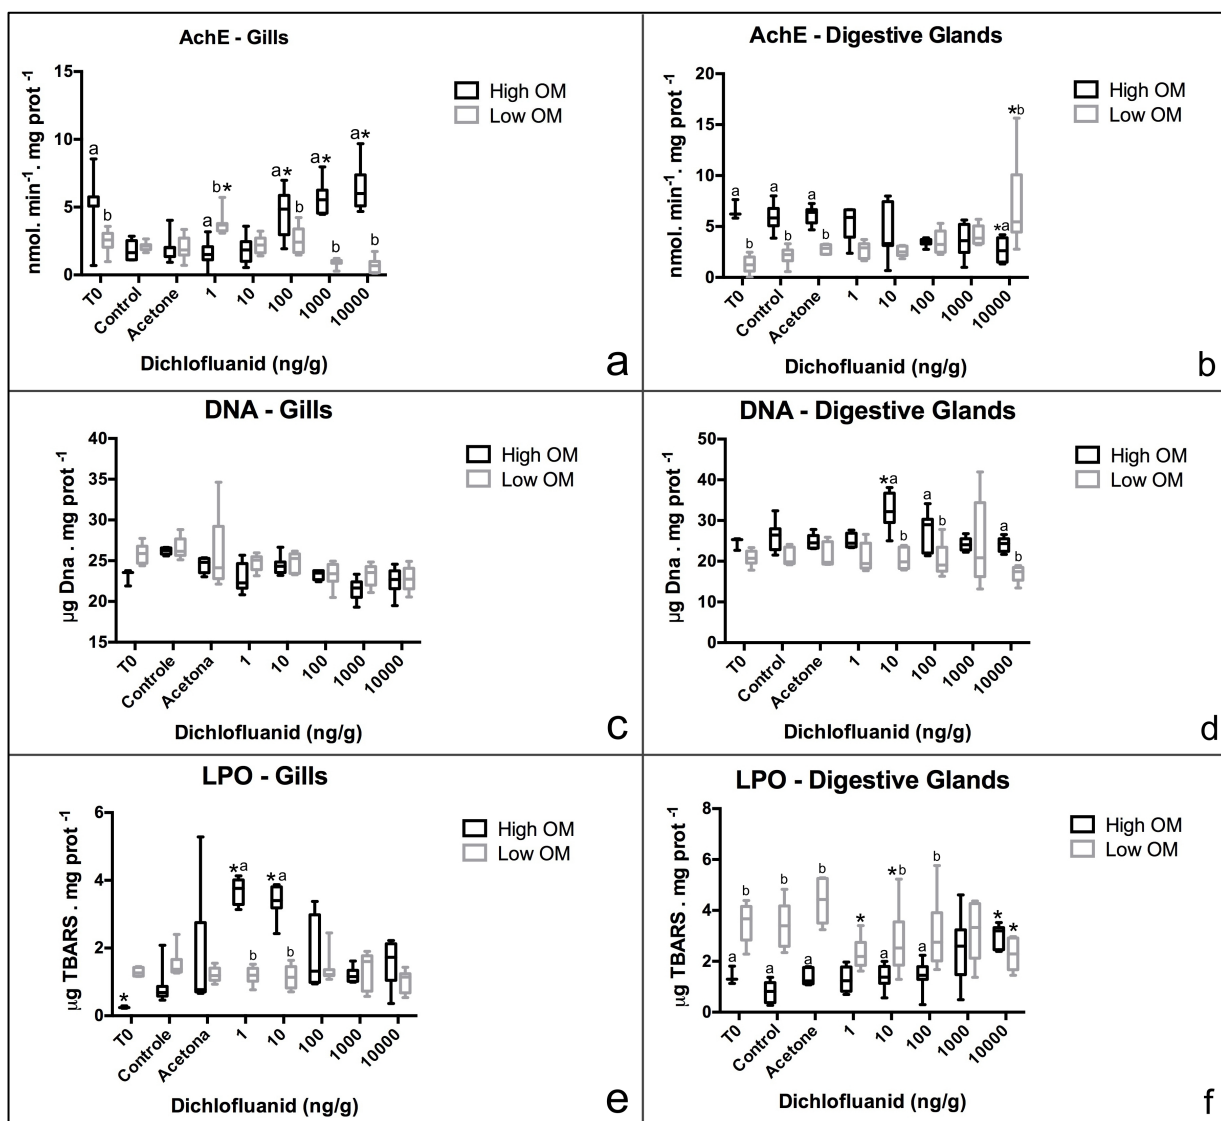 AchE - Gills
nmol. min-1. mg prot -1
15
10
5
0
a
b
a
b*
a*
b
a*
b
a*
b
High OM
Low OM
T0
Control
Acetone
1
10
100
1000
10000
Dichlofluanid (ng/g)
a
AchE - Digestive Glands
nmol. min-1. mg prot -1
20
15
10
5
0
a
b
a
b
a
b
*a
*b
High OM
Low OM
T0
Control
Acetone
1
10
100
1000
10000
Dichofluanid (ng/g)
b
DNA - Gills
µg Dna . mg prot -1
40
35
30
25
20
15
High OM
Low OM
T0
Controle
Acetona
1
10
100
1000
10000
Dichlofluanid (ng/g)
c
DNA - Digestive Glands
µg Dna . mg prot -1
50
40
30
20
10
0
*a
b
a
b
a
b
High OM
Low OM
T0
Control
Acetone
1
10
100
1000
10000
Dichlofluanid (ng/g)
d
LPO - Gills
µg TBARS . mg prot -1
6
4
2
0
*
*a
b
*a
b
High OM
Low OM
T0
Controle
Acetona
1
10
100
1000
10000
Dichlofluanid (ng/g)
e
LPO - Digestive Glands
µg TBARS . mg prot -1
8
6
4
2
0
a
b
a
b
a
b
*
a
*b
a
b
*
*
High OM
Low OM
T0
Control
Acetone
1
10
100
1000
10000
Dichlofluanid (ng/g)
f